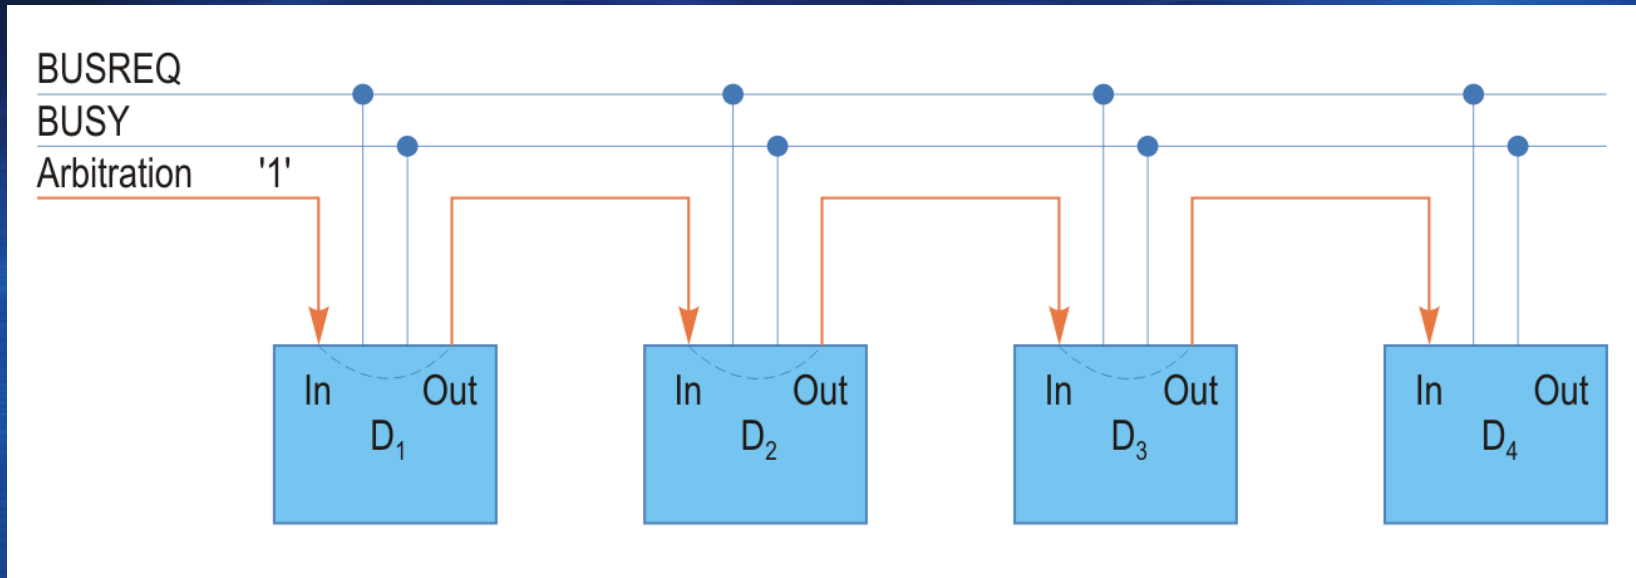 BUSREQ
BUSY
Arbitration '1'
In Out In Out In Out In Out
D₁ D₂ D₃ D₄